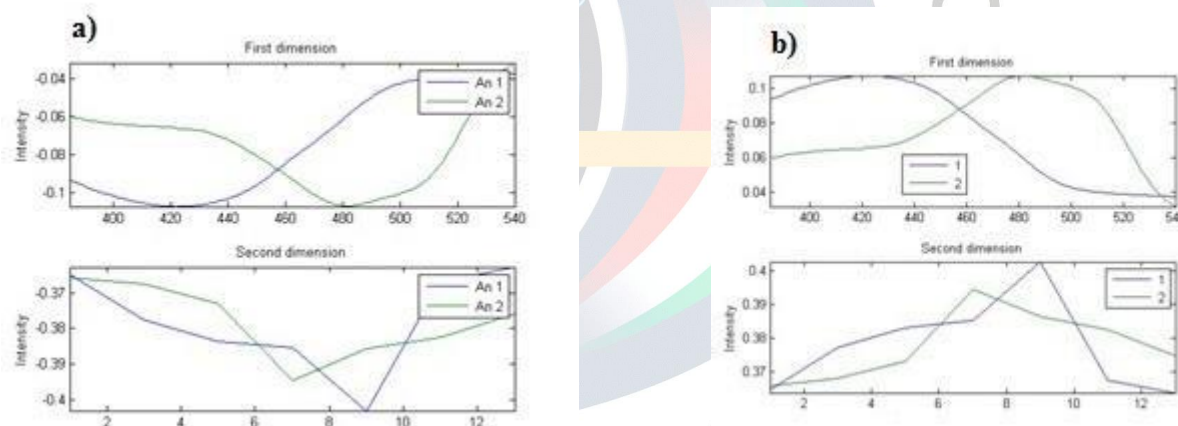 a)
First dimension
Intensity
-0.04
-0.06
-0.08
-0.1
400 420 440 460 480 500 520 540
An 1
An 2
Second dimension
Intensity
-0.37
-0.38
-0.39
-0.4
2 4 6 8 10 12
An 1
An 2
b)
First dimension
Intensity
0.1
0.08
0.06
0.04
400 420 440 460 480 500 520 54
1
2
Second dimension
Intensity
0.4
0.39
0.38
0.37
2 4 6 8 10 12
1
2